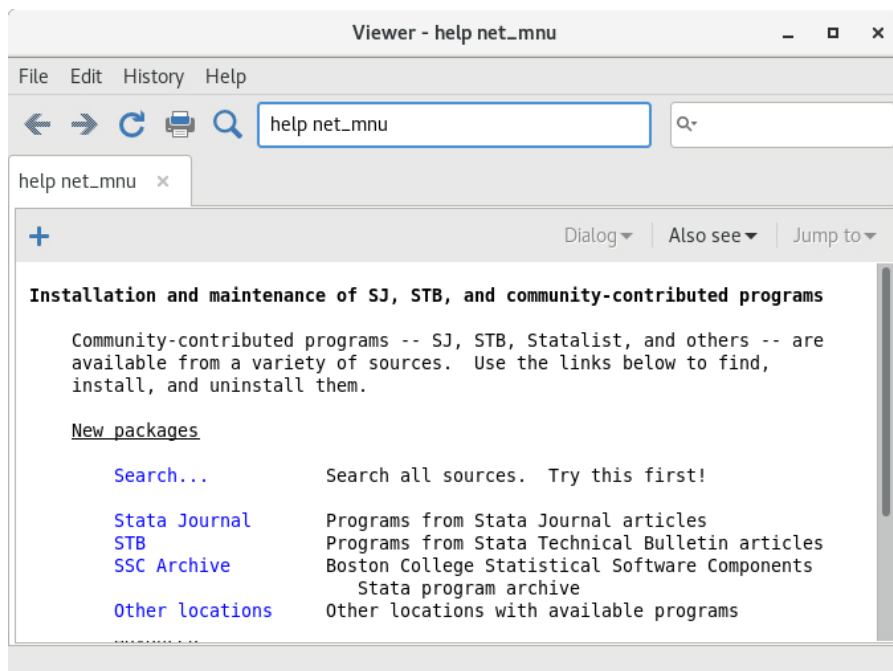 Viewer - help net_mnu
File Edit History Help
help net_mnu
help net_mnu
Dialog Also see Jump to
Installation and maintenance of SJ, STB, and community-contributed programs
Community-contributed programs -- SJ, STB, Statalist, and others -- are
available from a variety of sources.  Use the links below to find,
install, and uninstall them.
New packages
Search... Search all sources.  Try this first!
Stata Journal Programs from Stata Journal articles
STB Programs from Stata Technical Bulletin articles
SSC Archive Boston College Statistical Software Components
Stata program archive
Other locations Other locations with available programs